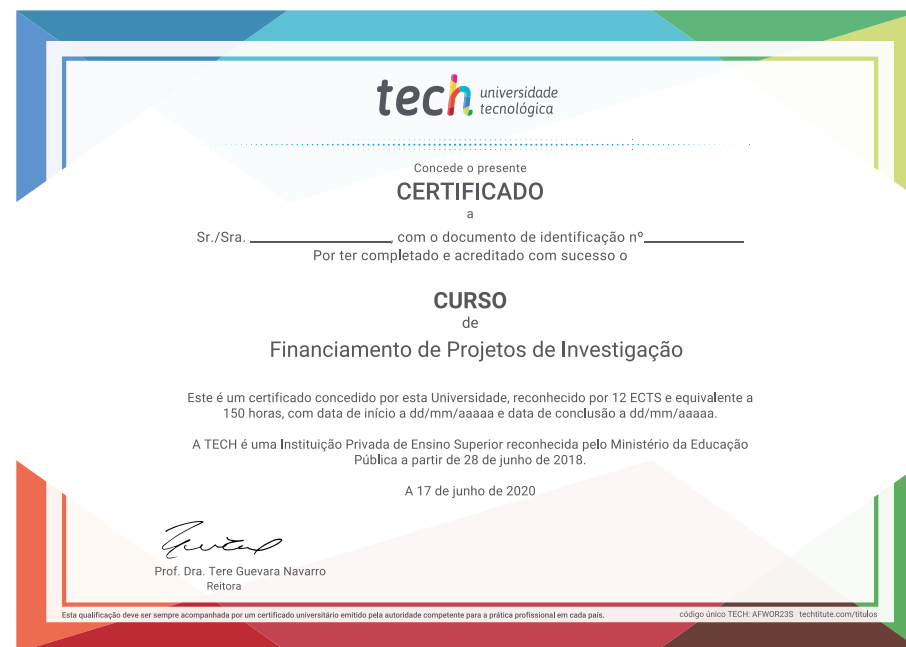 tech universidade
tecnológica
Concede o presente
CERTIFICADO
a
Sr./Sra. ________________, com o documento de identificação nº____________
Por ter completado e acreditado com sucesso o
CURSO
de
Financiamento de Projetos de Investigação
Este é um certificado concedido por esta Universidade, reconhecido por 12 ECTS e equivalente a
150 horas, com data de início a dd/mm/aaaaa e data de conclusão a dd/mm/aaaaa.
A TECH é uma Instituição Privada de Ensino Superior reconhecida pelo Ministério da Educação
Pública a partir de 28 de junho de 2018.
A 17 de junho de 2020
Prof. Dra. Tere Guevara Navarro
Reitora
Esta qualificação deve ser sempre acompanhada por um certificado universitário emitido pela autoridade competente para a prática profissional em cada país.
código único TECH: AFWOR23S techtitute.com/titulos